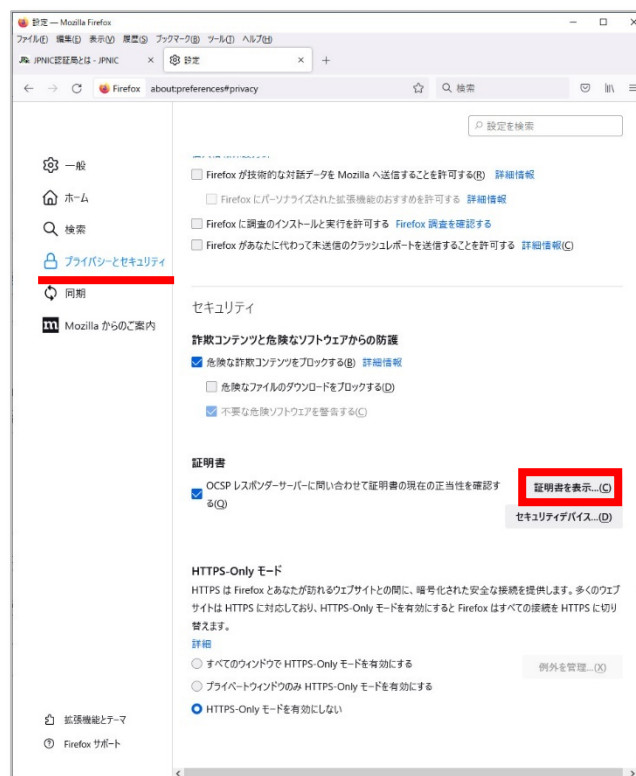 設定 — Mozilla Firefox
ファイル(F) 編集(E) 表示(V) 履歴(S) ブックマーク(B) ツール(T) ヘルプ(H)
JPNIC認証局とは - JPNIC
設定
Firefox about:preferences#privacy
検索
設定を検索
一般
ホーム
検索
プライバシーとセキュリティ
同期
Mozilla からのご案内
Firefox が技術的な対話データを Mozilla へ送信することを許可する(R) 詳細情報
Firefox にパーソナライズされた拡張機能のおすすめを許可する 詳細情報
Firefox に調査のインストールと実行を許可する Firefox 調査を確認する
Firefox があなたに代わって未送信のクラッシュレポートを送信することを許可する 詳細情報(C)
セキュリティ
詐欺コンテンツと危険なソフトウェアからの防護
危険な詐欺コンテンツをブロックする(B) 詳細情報
危険なファイルのダウンロードをブロックする(D)
不要な危険ソフトウェアを警告する(C)
証明書
OCSP レスポンダーサーバーに問い合わせて証明書の現在の正当性を確認す
る(Q)
証明書を表示...(C)
セキュリティデバイス...(D)
HTTPS-Only モード
HTTPS は Firefox とあなたが訪れるウェブサイトとの間に、暗号化された安全な接続を提供します。多くのウェブ
サイトは HTTPS に対応しており、HTTPS-Only モードを有効にすると Firefox はすべての接続を HTTPS に切り
替えます。
詳細
すべてのウィンドウで HTTPS-Only モードを有効にする
例外を管理...(X)
プライベートウィンドウのみ HTTPS-Only モードを有効にする
HTTPS-Only モードを有効にしない
拡張機能とテーマ
Firefox サポート